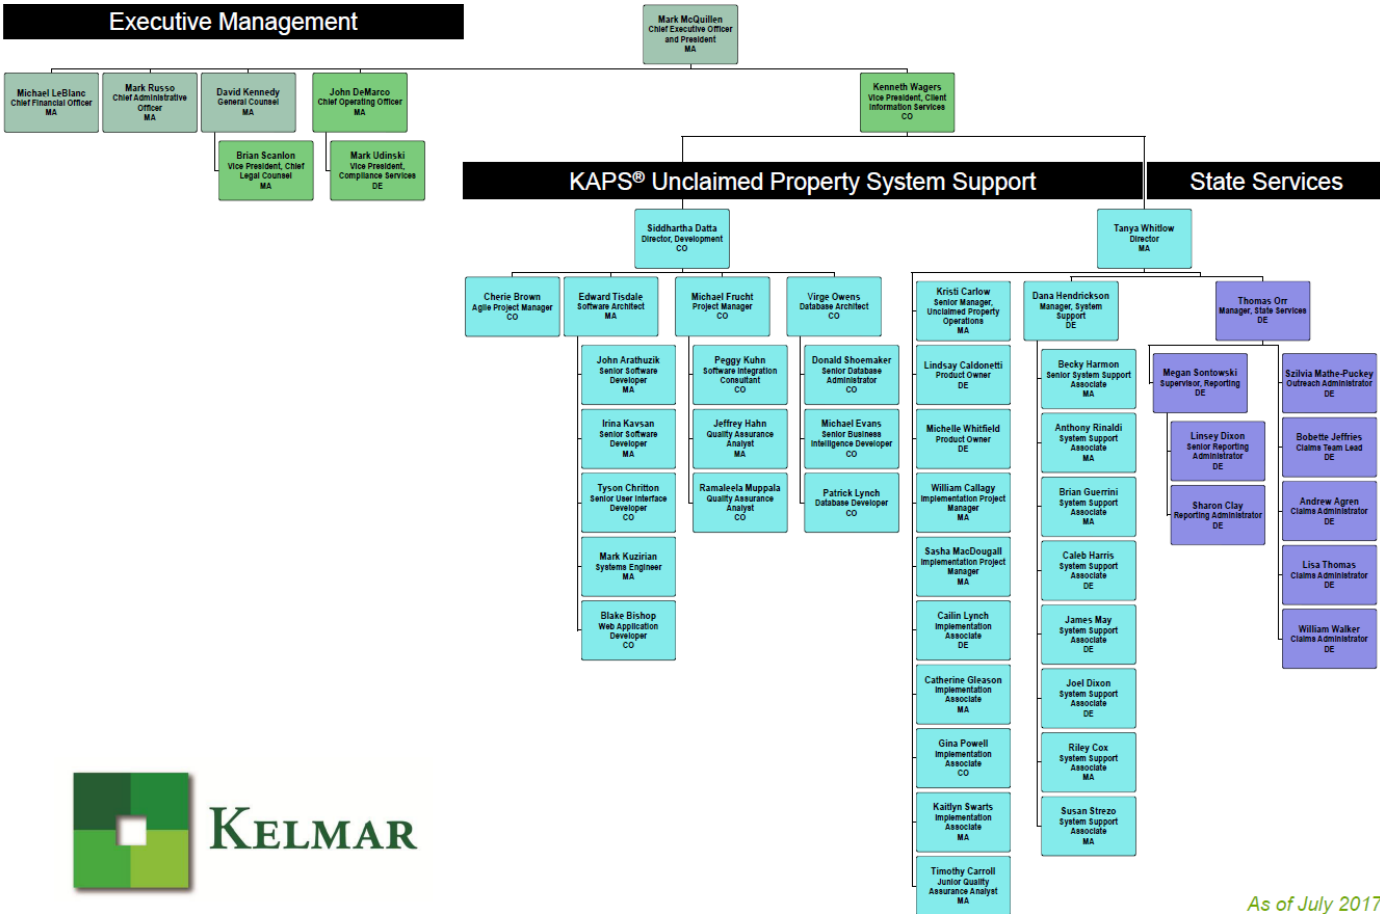 Executive Management
Mark McQuillen
Chief Executive Officer
and President
MA
Michael LeBlanc
Chief Financial Officer
MA
Mark Russo
Chief Administrative
Officer
MA
David Kennedy
General Counsel
MA
John DeMarco
Chief Operating Officer
MA
Kenneth Wagers
Vice President, Client
Information Services
CO
Brian Scanlon
Vice President, Chief
Legal Counsel
MA
Mark Udinski
Vice President,
Compliance Services
DE
KAPS® Unclaimed Property System Support
State Services
Siddhartha Datta
Director, Development
CO
Tanya Whitlow
Director
MA
Cherie Brown
Agile Project Manager
CO
Edward Tisdale
Software Architect
MA
John Arathuzik
Senior Software
Developer
MA
Irina Kavsan
Senior Software
Developer
MA
Tyson Chritton
Senior User Interface
Developer
CO
Mark Kuzirian
Systems Engineer
MA
Blake Bishop
Web Application
Developer
CO
Michael Frucht
Project Manager
CO
Peggy Kuhn
Software Integration
Consultant
CO
Jeffrey Hahn
Quality Assurance
Analyst
MA
Ramaleela Muppala
Quality Assurance
Analyst
CO
Virge Owens
Database Architect
CO
Donald Shoemaker
Senior Database
Administrator
CO
Michael Evans
Senior Business
Intelligence Developer
CO
Patrick Lynch
Database Developer
CO
Kristi Carlow
Senior Manager,
Unclaimed Property
Operations
MA
Lindsay Caldonetti
Product Owner
DE
Michelle Whitfield
Product Owner
DE
William Callagy
Implementation Project
Manager
MA
Sasha MacDougall
Implementation Project
Manager
MA
Cailin Lynch
Implementation
Associate
DE
Catherine Gleason
Implementation
Associate
MA
Gina Powell
Implementation
Associate
CO
Kaitlyn Swarts
Implementation
Associate
MA
Timothy Carroll
Junior Quality
Assurance Analyst
MA
Dana Hendrickson
Manager, System
Support
DE
Becky Harmon
Senior System Support
Associate
MA
Anthony Rinaldi
System Support
Associate
MA
Brian Guerrini
System Support
Associate
MA
Caleb Harris
System Support
Associate
DE
James May
System Support
Associate
DE
Joel Dixon
System Support
Associate
DE
Riley Cox
System Support
Associate
MA
Susan Strezo
System Support
Associate
MA
Thomas Orr
Manager, State Services
DE
Megan Sontowski
Supervisor, Reporting
DE
Linsey Dixon
Senior Reporting
Administrator
DE
Sharon Clay
Reporting Administrator
DE
Szilvia Mathe-Puckey
Outreach Administrator
DE
Bobette Jeffries
Claims Team Lead
DE
Andrew Agren
Claims Administrator
DE
Lisa Thomas
Claims Administrator
DE
William Walker
Claims Administrator
DE
KELMAR
As of July 2017